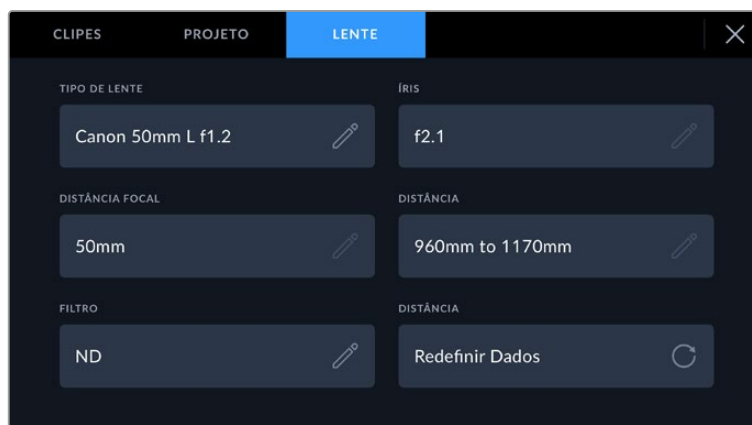 CLIPES PROJETO LENTE
TIPO DE LENTE ÍRIS
Canon 50mm L f1.2 f2.1
DISTÂNCIA FOCAL DISTÂNCIA
50mm 960mm to 1170mm
FILTRO DISTÂNCIA
ND Redefinir Dados